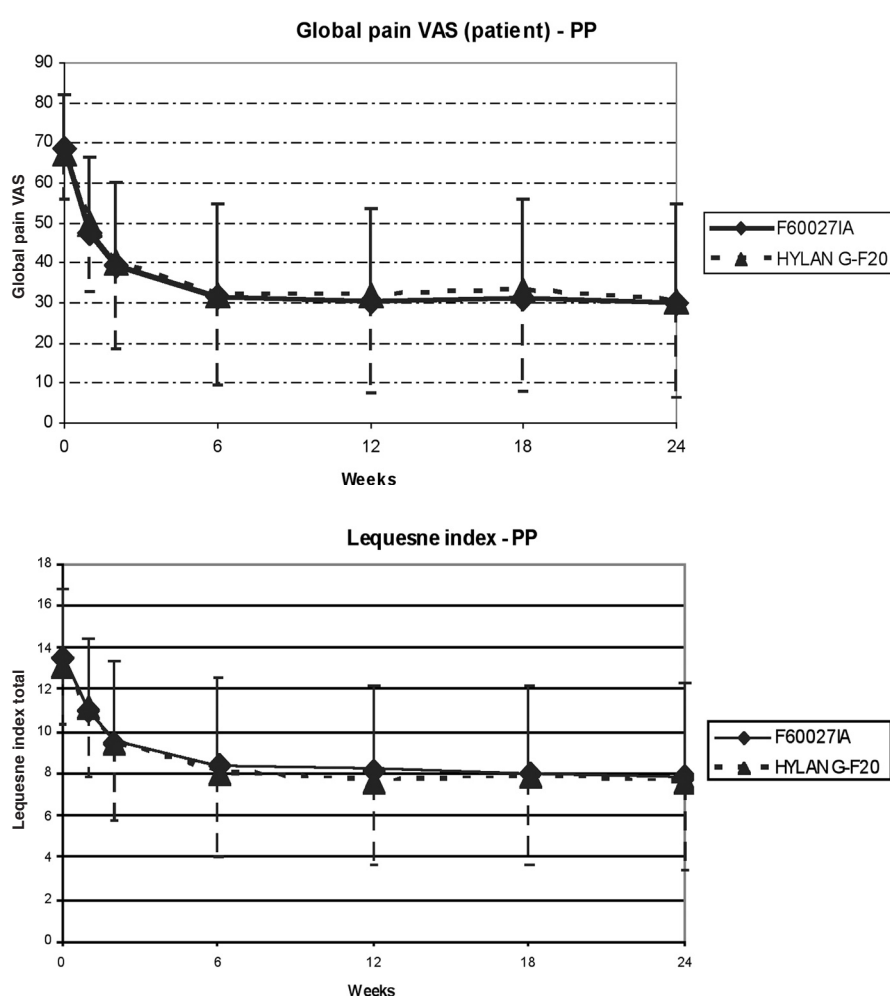 Global pain VAS (patient) - PP
Global pain VAS
90
80
70
60
50
40
30
20
10
0
0 6 12 18 24
Weeks
F60027IA
HYLAN G-F20
Lequesne index - PP
Lequesne index total
18
16
14
12
10
8
6
4
2
0
0 6 12 18 24
Weeks
F60027IA
HYLAN G-F20